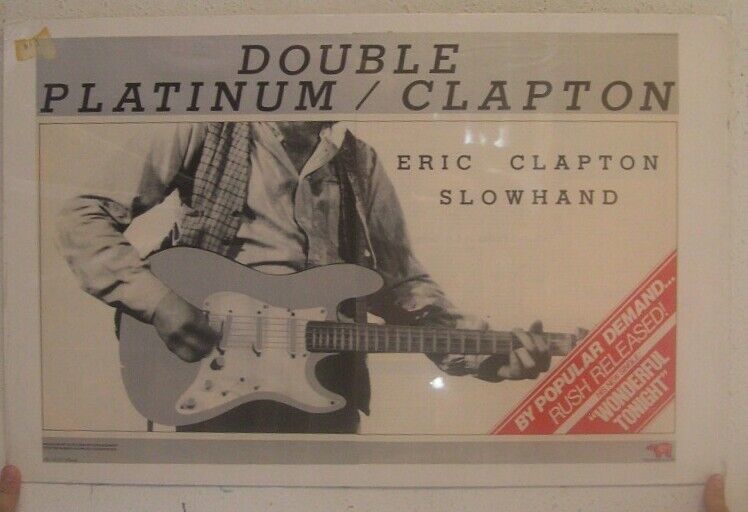 DOUBLE
PLATINUM / CLAPTON
ERIC CLAPTON
SLOWHAND
BY POPULAR DEMAND...
RUSH RELEASED!
"WONDERFUL
TONIGHT"